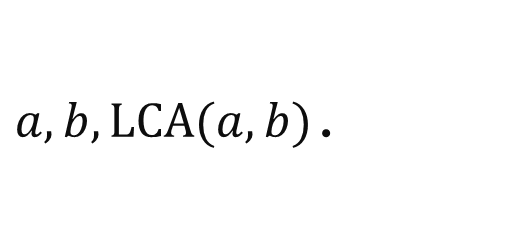 a, b, LCA(a, b).